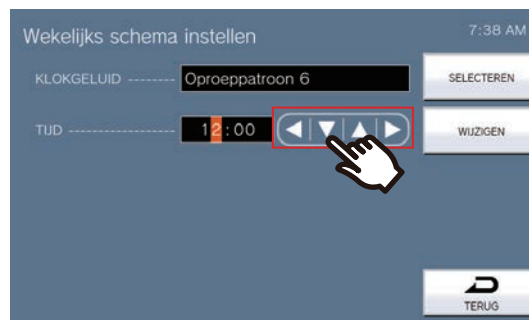 Wekelijks schema instellen
7:38 AM
KLOKGELUID -------- Oproeppatroon 6
SELECTEREN
TIJD ------------------ 12:00
WIJZIGEN
TERUG